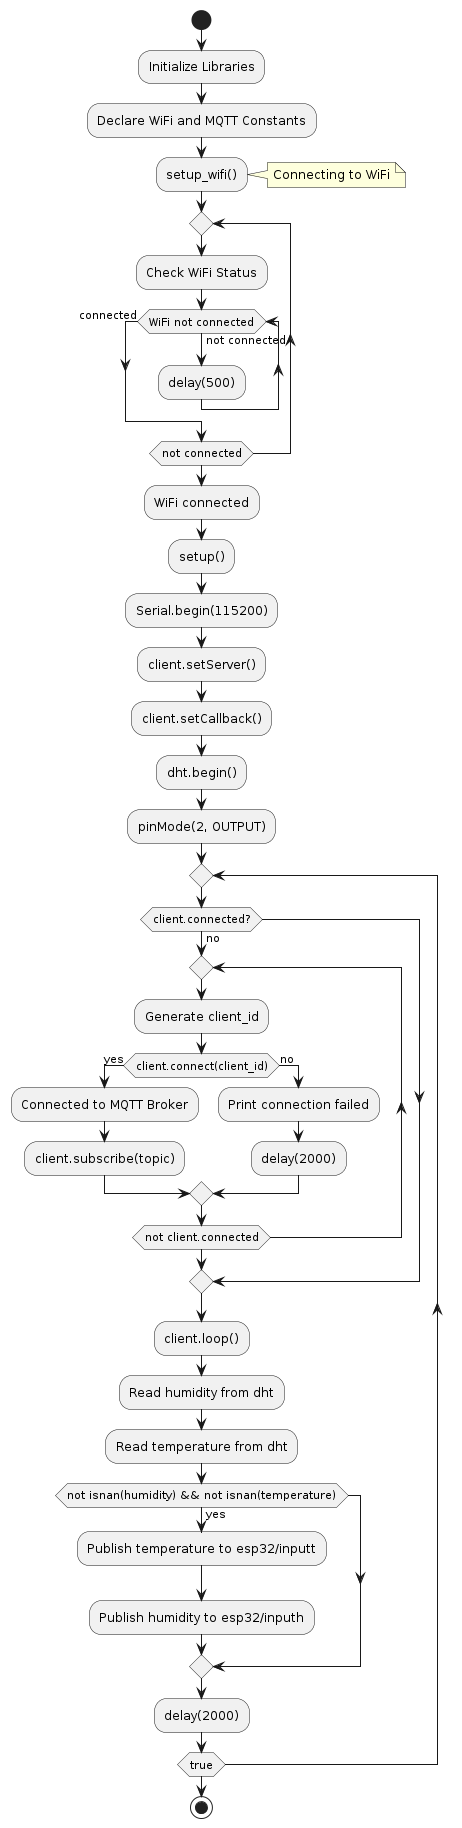 Initialize Libraries
Declare WiFi and MQTT Constants
setup_wifi()
Connecting to WiFi
Check WiFi Status
connected
WiFi not connected
not connected
delay(500)
not connected
WiFi connected
setup()
Serial.begin(115200)
client.setServer()
client.setCallback()
dht.begin()
pinMode(2, OUTPUT)
client.connected?
no
Generate client_id
yes
client.connect(client_id)
no
Connected to MQTT Broker
Print connection failed
client.subscribe(topic)
delay(2000)
not client.connected
client.loop()
Read humidity from dht
Read temperature from dht
not isnan(humidity) && not isnan(temperature)
yes
Publish temperature to esp32/inputt
Publish humidity to esp32/inputh
delay(2000)
true